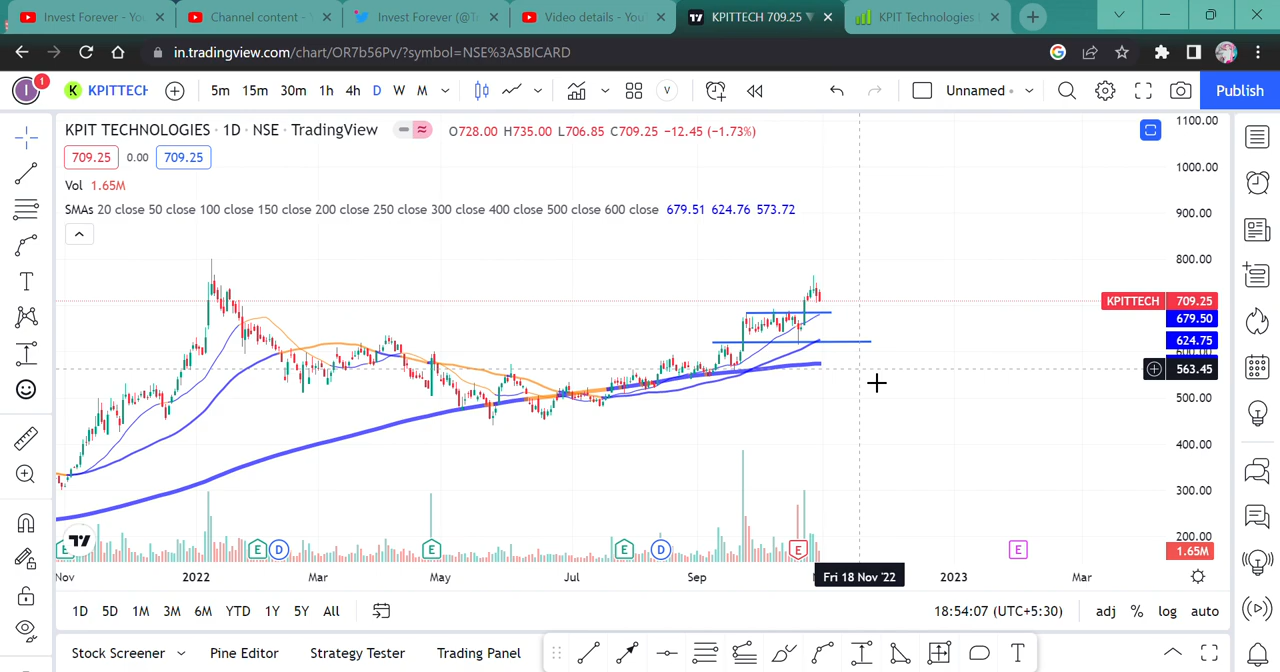 Invest Forever - Yo
Channel content - Y
Invest Forever (@T
Video details - You
KPITTECH 709.25
KPIT Technologies
in.tradingview.com/chart/OR7b56Pv/?symbol=NSE%3ASBICARD
I 1 K KPITTECH 5m 15m 30m 1h 4h D W M V Unnamed Publish
KPIT TECHNOLOGIES · 1D · NSE · TradingView O728.00 H735.00 L706.85 C709.25 −12.45 (−1.73%)
709.25 0.00 709.25
Vol 1.65M
SMAs 20 close 50 close 100 close 150 close 200 close 250 close 300 close 400 close 500 close 600 close 679.51 624.76 573.72
1100.00
1000.00
900.00
800.00
KPITTECH 709.25
679.50
624.75
563.45
500.00
400.00
300.00
200.00
1.65M
E E D E E D E E
Nov 2022 Mar May Jul Sep Fri 18 Nov '22 2023 Mar
1D 5D 1M 3M 6M YTD 1Y 5Y All 18:54:07 (UTC+5:30) adj % log auto
Stock Screener Pine Editor Strategy Tester Trading Panel T